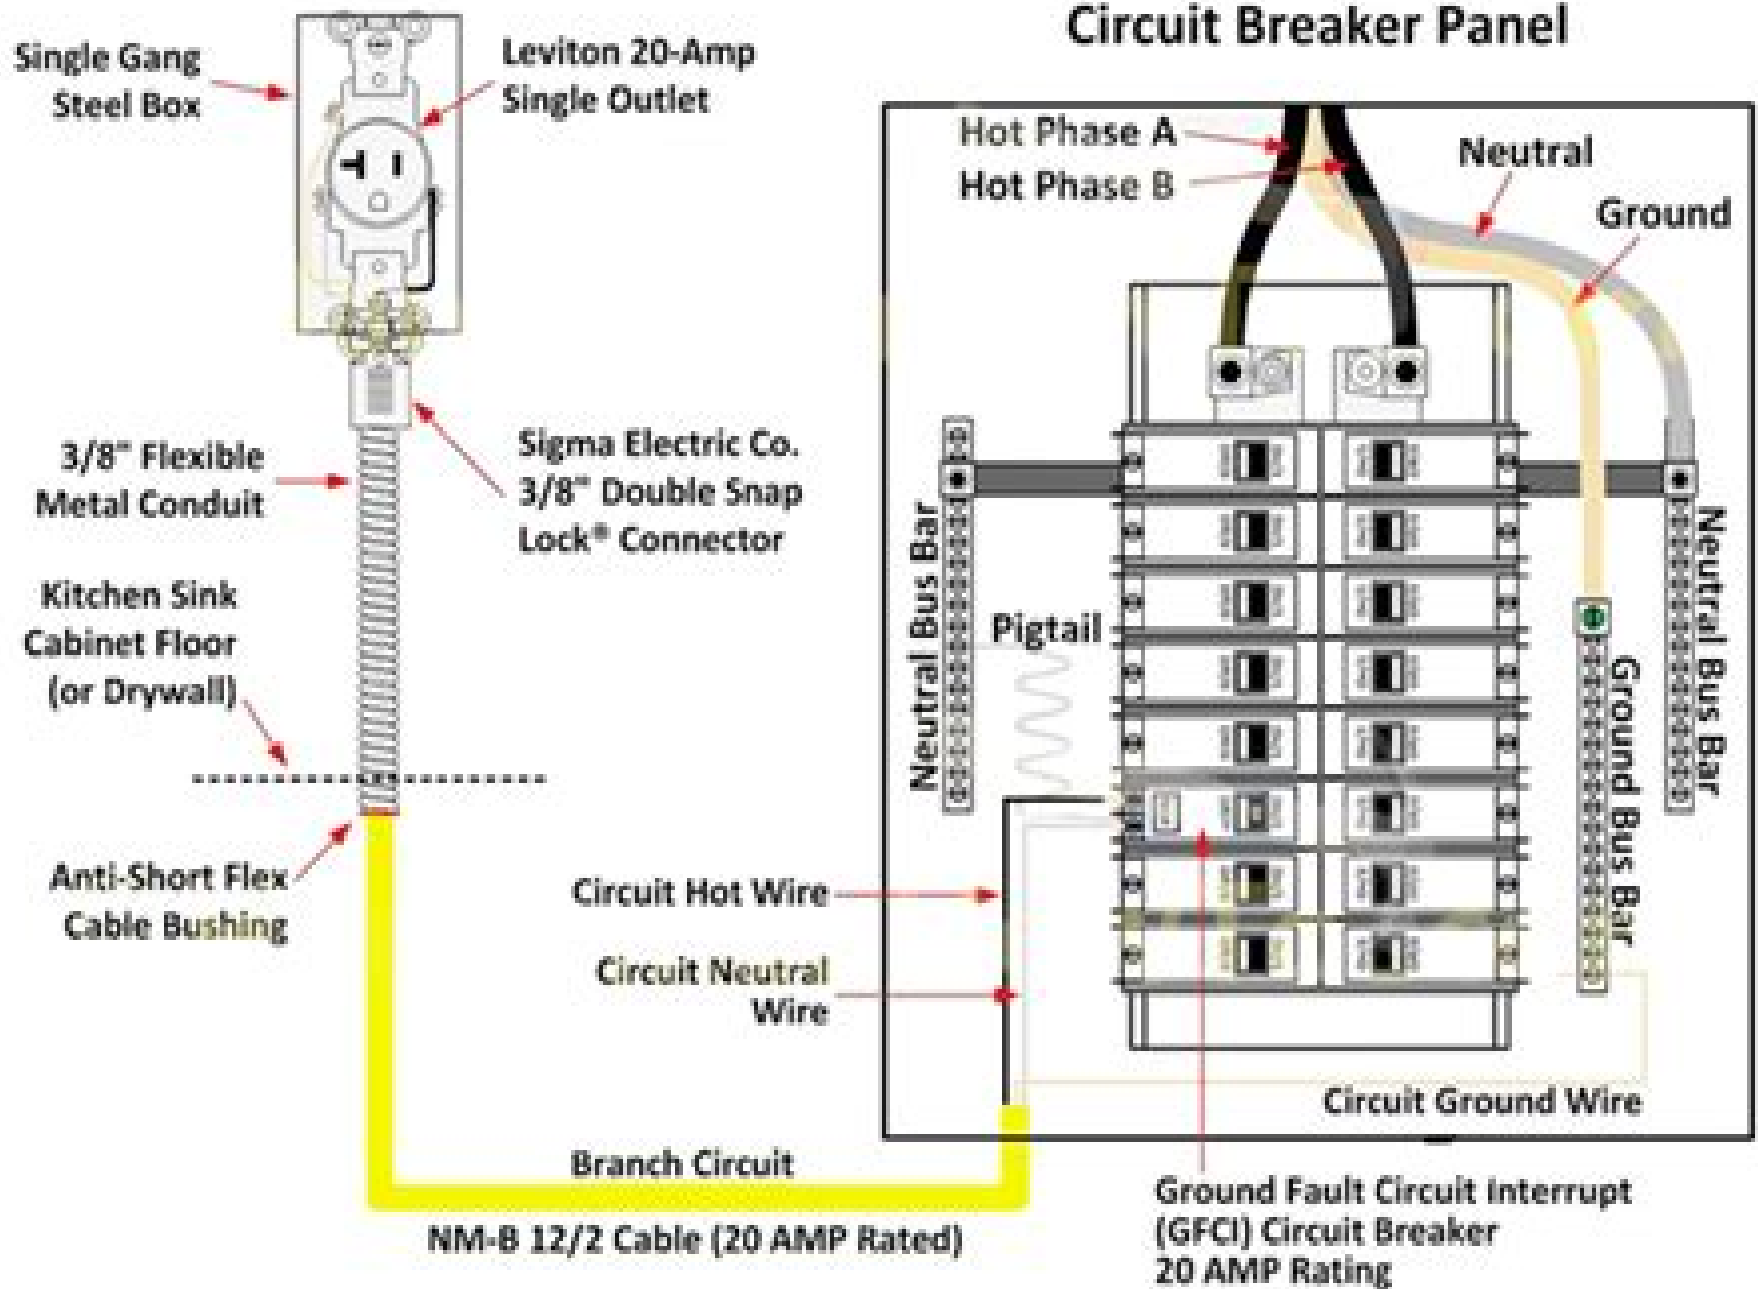 Circuit Breaker Panel
Single Gang
Steel Box
Leviton 20-Amp
Single Outlet
Hot Phase A
Hot Phase B
Neutral
Ground
3/8" Flexible
Metal Conduit
Sigma Electric Co.
3/8" Double Snap
Lock® Connector
Kitchen Sink
Cabinet Floor
(or Drywall)
Neutral Bus Bar
Pigtail
Ground Bus Bar
Neutral Bus Bar
Anti-Short Flex
Cable Bushing
Circuit Hot Wire
Circuit Neutral
Wire
Circuit Ground Wire
Branch Circuit
NM-B 12/2 Cable (20 AMP Rated)
Ground Fault Circuit Interrupt
(GFCI) Circuit Breaker
20 AMP Rating